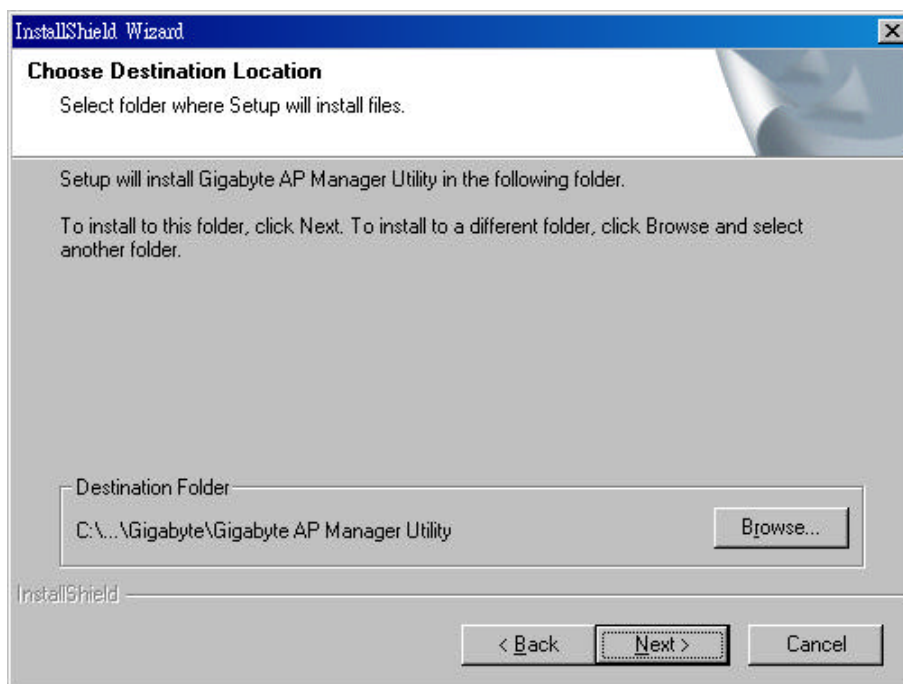 InstallShield Wizard
Choose Destination Location
Select folder where Setup will install files.
Setup will install Gigabyte AP Manager Utility in the following folder.
To install to this folder, click Next. To install to a different folder, click Browse and select
another folder.
Destination Folder
C:\...\Gigabyte\Gigabyte AP Manager Utility
Browse...
InstallShield
< Back
Next >
Cancel